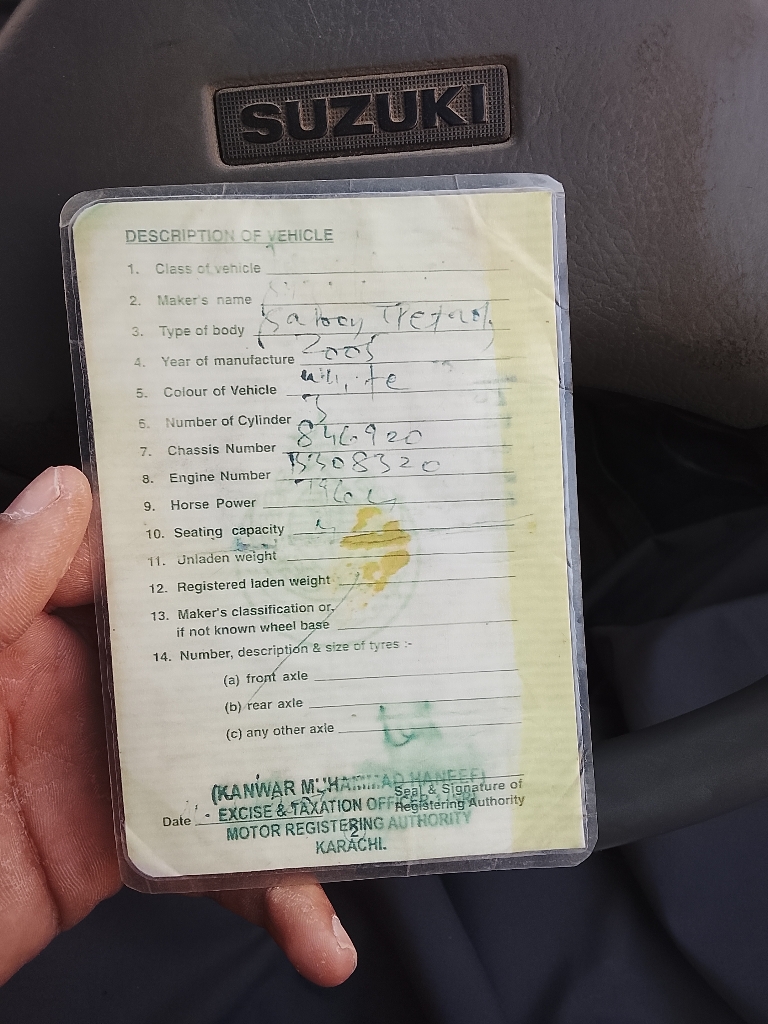 SUZUKI
DESCRIPTION OF VEHICLE
1. Class of vehicle
2. Maker's name
3. Type of body
4. Year of manufacture 2005
5. Colour of Vehicle white
6. Number of Cylinder 3
7. Chassis Number 846920
8. Engine Number
9. Horse Power
10. Seating capacity
11. Unladen weight
12. Registered laden weight
13. Maker's classification or,
if not known wheel base
14. Number, description & size of tyres :-
(a) front axle
(b) rear axle
(c) any other axle
(KANWAR MUHAMMAD HANEEF)
Seal & Signature of
Date EXCISE & TAXATION Registering Authority
MOTOR REGISTERING AUTHORITY
(2)
KARACHI.